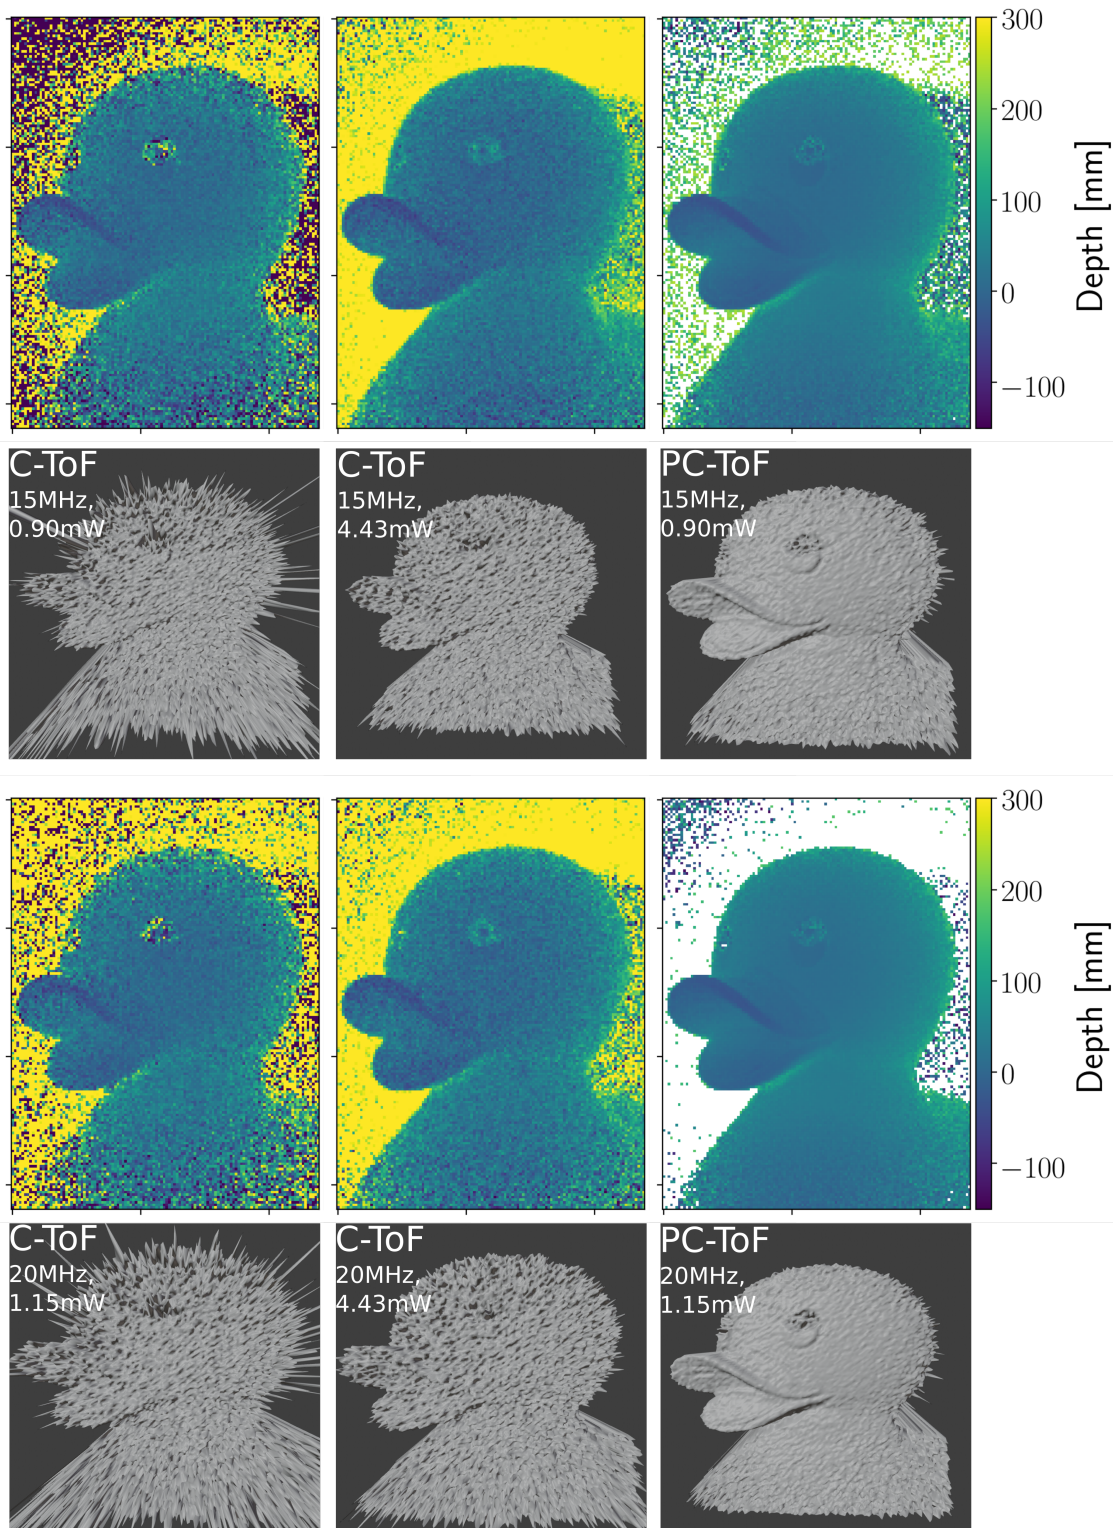 300
200
100
0
−100
Depth [mm]
C-ToF
15MHz,
0.90mW
C-ToF
15MHz,
4.43mW
PC-ToF
15MHz,
0.90mW
300
200
100
0
−100
Depth [mm]
C-ToF
20MHz,
1.15mW
C-ToF
20MHz,
4.43mW
PC-ToF
20MHz,
1.15mW